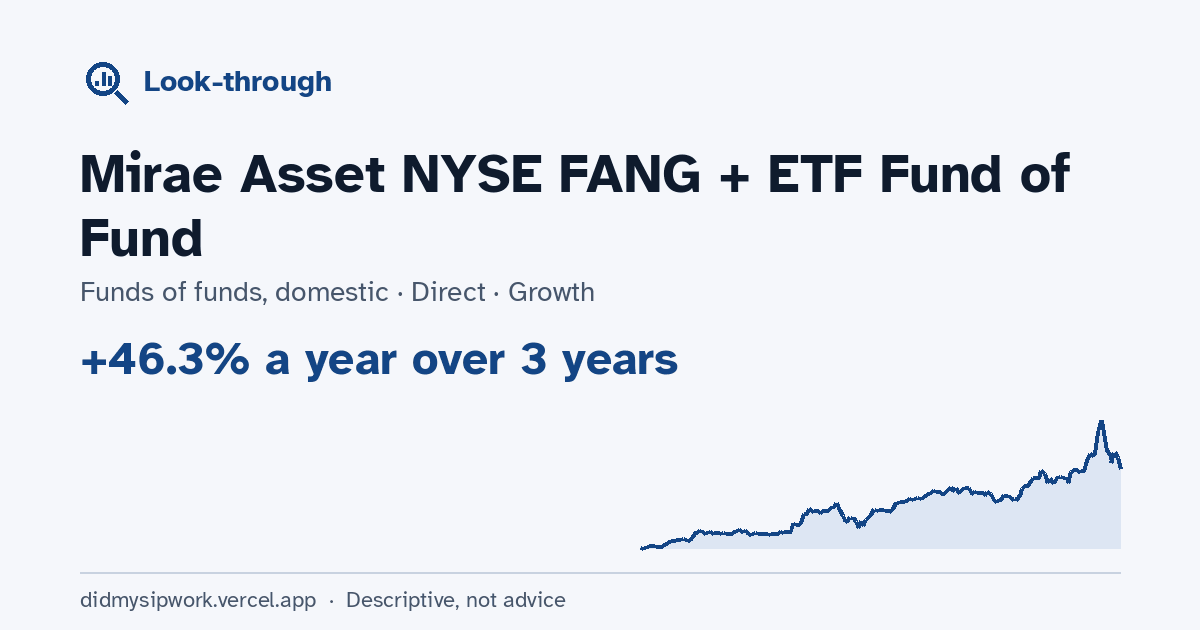 Look-through
Mirae Asset NYSE FANG + ETF Fund of
Fund
Funds of funds, domestic · Direct · Growth
+46.3% a year over 3 years
didmysipwork.vercel.app · Descriptive, not advice